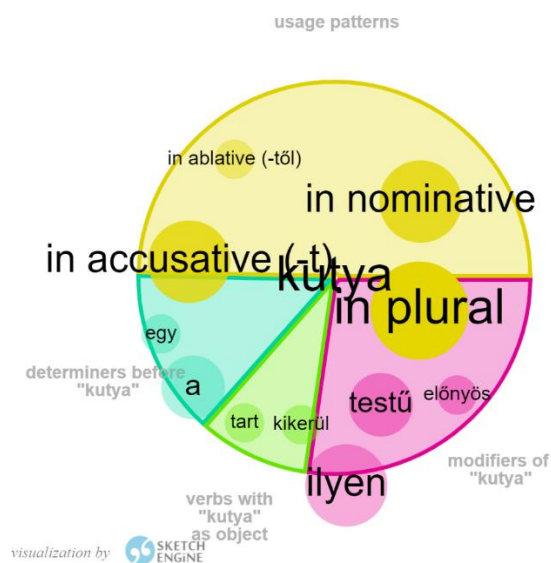 usage patterns
in ablative (-től)
in nominative
in accusative (-t)
kutya
in plural
egy
determiners before
"kutya"
a
testű
előnyös
tart
kikerül
modifiers of
"kutya"
ilyen
verbs with
"kutya"
as object
visualization by
SKETCH
ENGINE